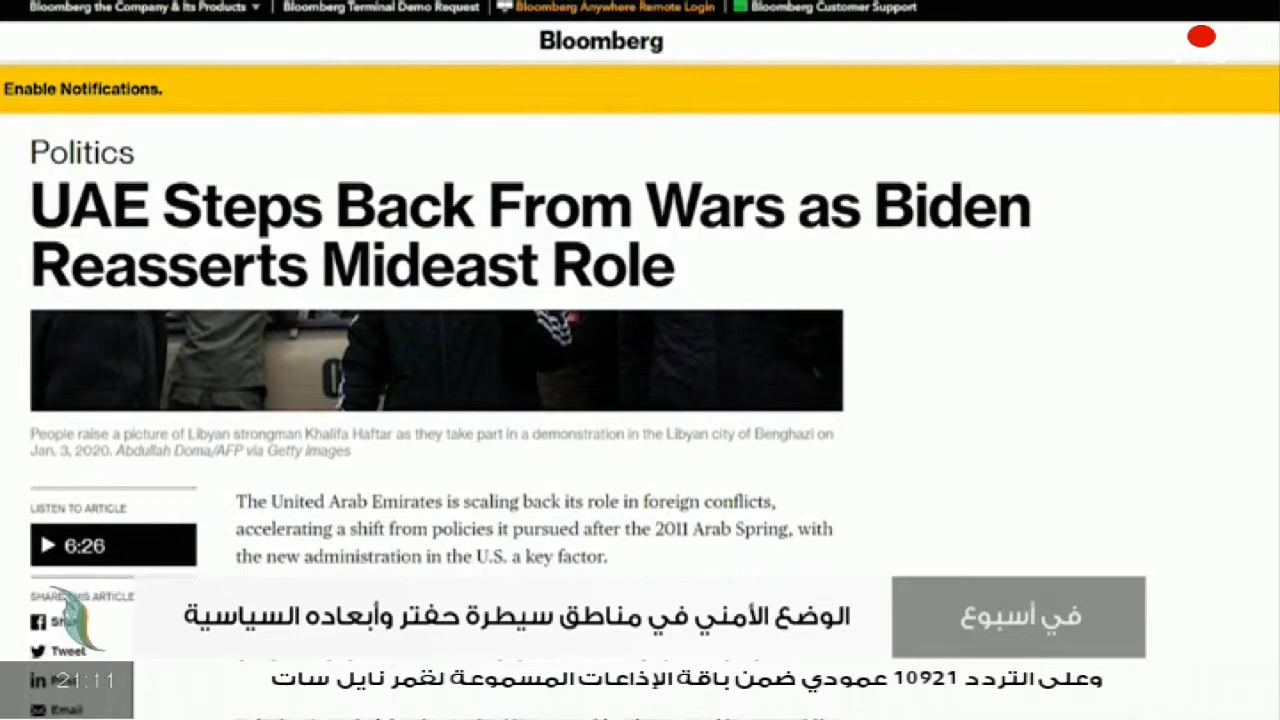 Bloomberg the Company & Its Products Bloomberg Terminal Demo Request Bloomberg Anywhere Remote Login Bloomberg Customer Support
Bloomberg
Enable Notifications.
Politics
UAE Steps Back From Wars as Biden
Reasserts Mideast Role
People raise a picture of Libyan strongman Khalifa Haftar as they take part in a demonstration in the Libyan city of Benghazi on
Jan. 3, 2020. Abdullah Doma/AFP via Getty Images
LISTEN TO ARTICLE
6:26
The United Arab Emirates is scaling back its role in foreign conflicts,
accelerating a shift from policies it pursued after the 2011 Arab Spring, with
the new administration in the U.S. a key factor.
SHARE THIS ARTICLE
Tweet
in
Email
في أسبوع
الوضع الأمني في مناطق سيطرة حفتر وأبعاده السياسية
21:11
وعلى التردد 10921 عمودي ضمن باقة الإذاعات المسموعة لقمر نايل سات